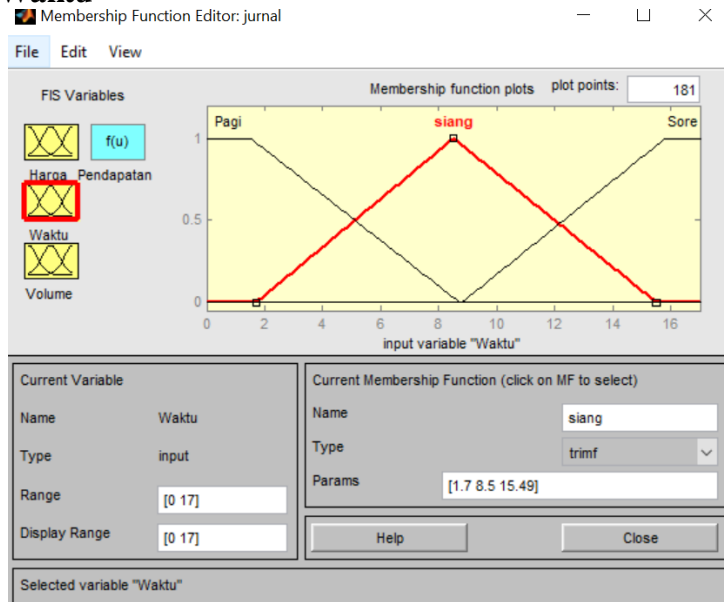 Waktu
Membership Function Editor: jurnal
File Edit View
FIS Variables
Harga
f(u)
Pendapatan
Waktu
Volume
Membership function plots
plot points:
181
Pagi siang Sore
1
0.5
0
0 2 4 6 8 10 12 14 16
input variable "Waktu"
Current Variable
Name Waktu
Type input
Range [0 17]
Display Range [0 17]
Current Membership Function (click on MF to select)
Name siang
Type trimf
Params [1.7 8.5 15.49]
Help Close
Selected variable "Waktu"